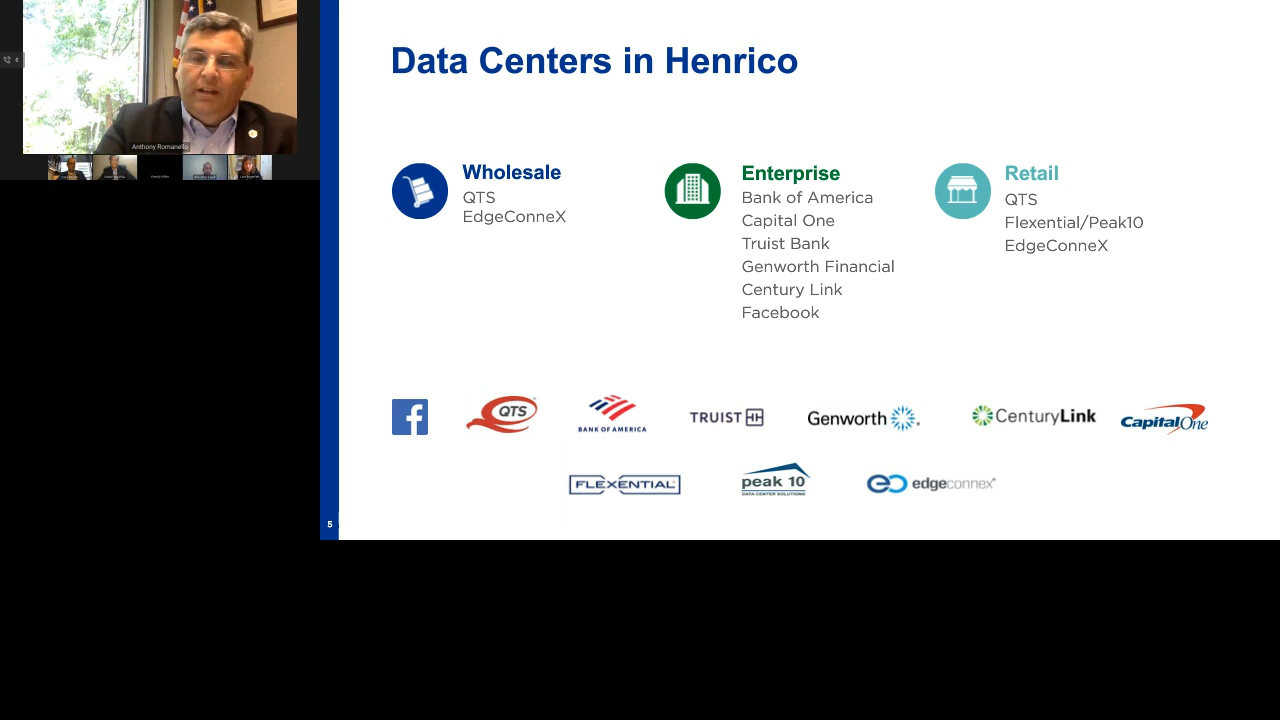 6
Anthony Romanello
Data Centers in Henrico
Wholesale
QTS
EdgeConneX
Enterprise
Bank of America
Capital One
Truist Bank
Genworth Financial
Century Link
Facebook
Retail
QTS
Flexential/Peak10
EdgeConneX
f
QTS
BANK OF AMERICA
TRUIST
Genworth
CenturyLink
CapitalOne
FLEXENTIAL
peak 10
DATA CENTER SOLUTIONS
edgeconnex
5